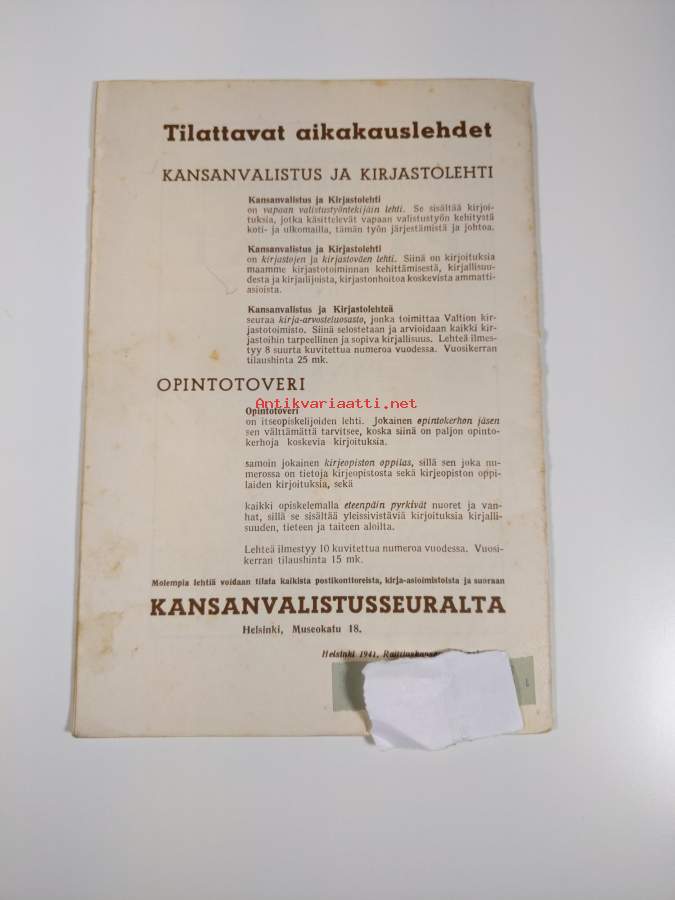 Tilattavat aikakauslehdet
KANSANVALISTUS JA KIRJASTOLEHTI
Kansanvalistus ja Kirjastolehti
on vapaan valistustyöntekijäin lehti. Se sisältää kirjoi-
tuksia, jotka käsittelevät vapaan valistustyön kehitystä
koti- ja ulkomailla, tämän työn järjestämistä ja johtoa.
Kansanvalistus ja Kirjastolehti
on kirjastojen ja kirjastoväen lehti. Siinä on kirjoituksia
maamme kirjastotoiminnan kehittämisestä, kirjallisuu-
desta ja kirjailijoista, kirjastonhoitoa koskevista ammatti-
asioista.
Kansanvalistus ja Kirjastolehteä
seuraa kirja-arvosteluosasto, jonka toimittaa Valtion kir-
jastotoimisto. Siinä selostetaan ja arvioidaan kaikki kir-
jastoihin tarpeellinen ja sopiva kirjallisuus. Lehteä ilmes-
tyy 8 suurta kuvitettua numeroa vuodessa. Vuosikerran
tilaushinta 25 mk.
OPINTOTOVERI
Antikvariaatti.net
Opintotoveri
on itseopiskelijoiden lehti. Jokainen opintokerhon jäsen
sen välttämättä tarvitsee, koska siinä on paljon opinto-
kerhoja koskevia kirjoituksia.
samoin jokainen kirjeopiston oppilas, sillä sen joka nu-
merossa on tietoja kirjeopistosta sekä kirjeopiston oppi-
laiden kirjoituksia, sekä
kaikki opiskelemalla eteenpäin pyrkivät nuoret ja van-
hat, sillä se sisältää yleissivistäviä kirjoituksia kirjalli-
suuden, tieteen ja taiteen aloilta.
Lehteä ilmestyy 10 kuvitettua numeroa vuodessa. Vuosi-
kerran tilaushinta 15 mk.
Molempia lehtiä voidaan tilata kaikista postikonttoreista, kirja-asioimistoista ja suoraan
KANSANVALISTUSSEURALTA
Helsinki, Museokatu 18.
Helsinki 1941.